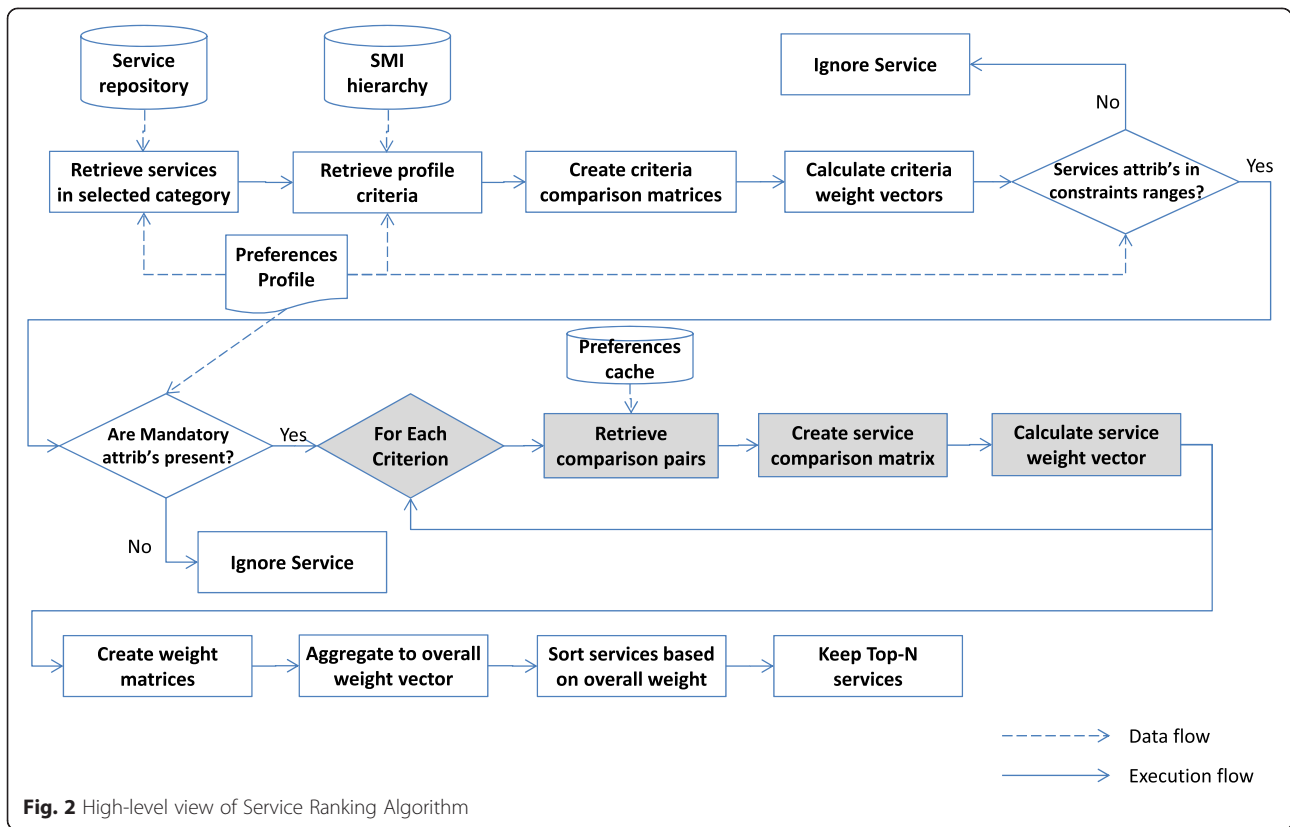 Service
repository
SMI
hierarchy
Ignore Service
No
Retrieve services
in selected category
Retrieve profile
criteria
Create criteria
comparison matrices
Calculate criteria
weight vectors
Services attrib's in
constraints ranges?
Yes
Preferences
Profile
Preferences
cache
Are Mandatory
attrib's present?
Yes
For Each
Criterion
Retrieve
comparison pairs
Create service
comparison matrix
Calculate service
weight vector
No
Ignore Service
Create weight
matrices
Aggregate to overall
weight vector
Sort services based
on overall weight
Keep Top-N
services
Data flow
Execution flow
Fig. 2 High-level view of Service Ranking Algorithm